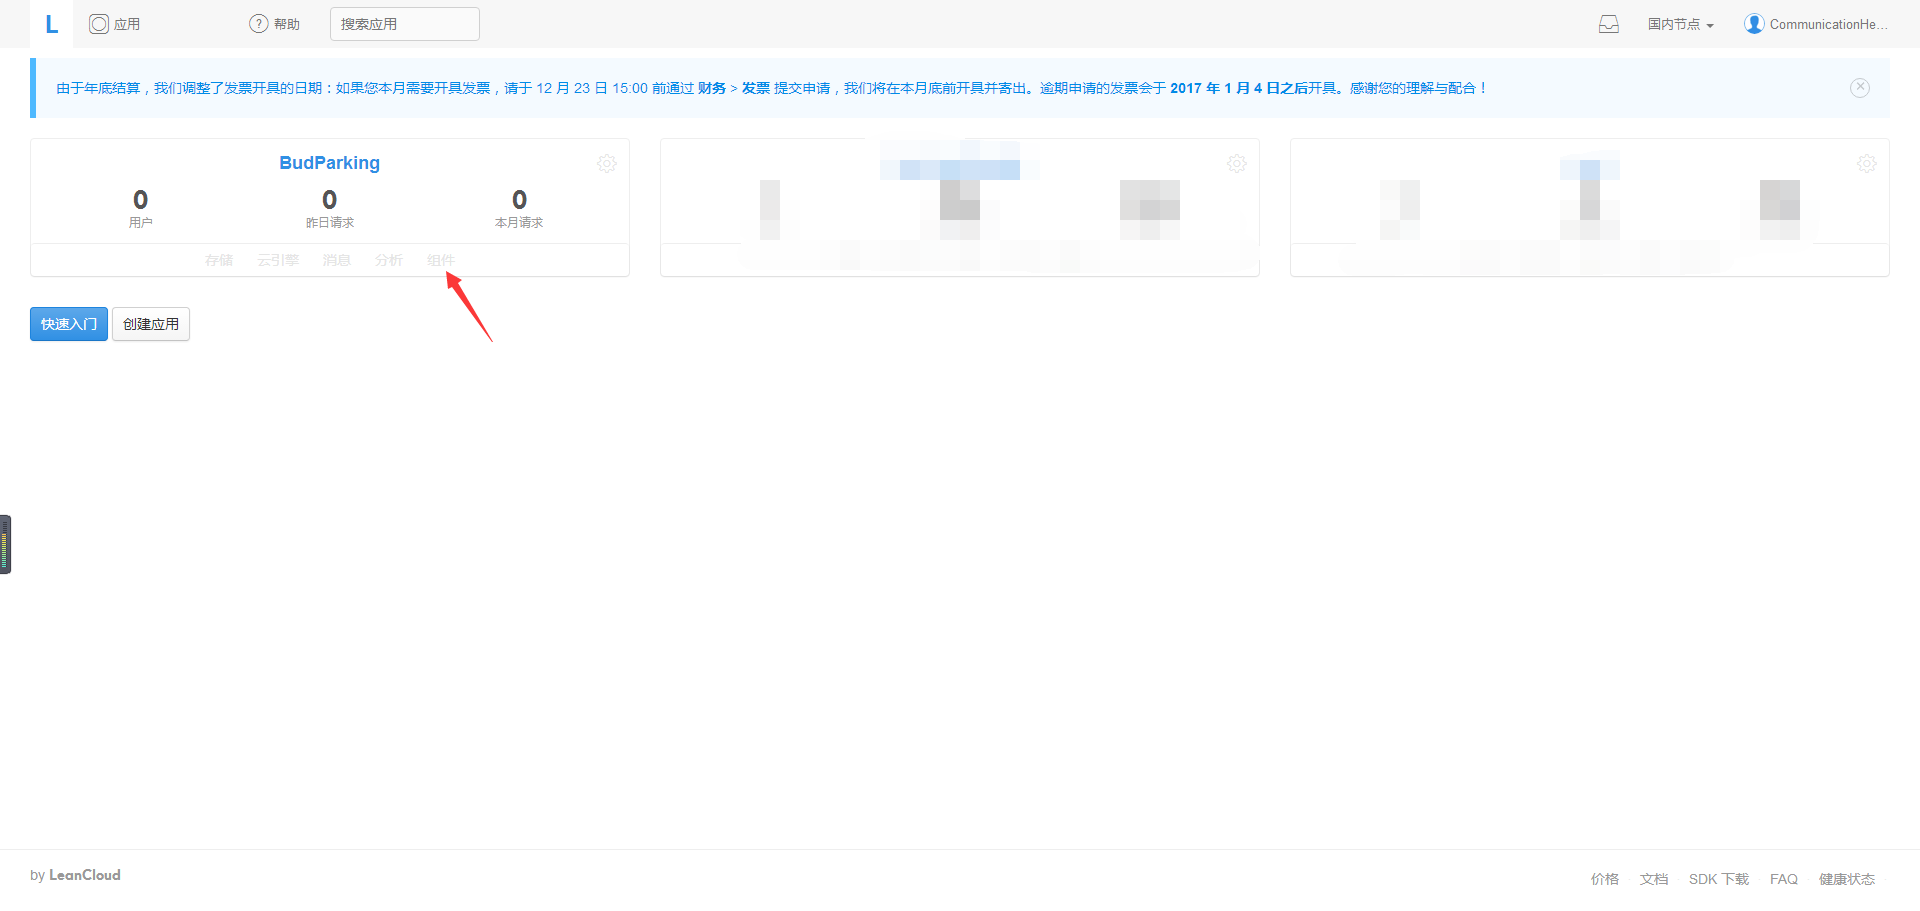 L 应用 ? 帮助 搜索应用 国内节点 CommunicationHe...
由于年底结算，我们调整了发票开具的日期：如果您本月需要开具发票，请于 12 月 23 日 15:00 前通过 财务 > 发票 提交申请，我们将在本月底前开具并寄出。逾期申请的发票会于 2017 年 1 月 4 日之后开具。感谢您的理解与配合！
BudParking
0 0 0
用户 昨日请求 本月请求
存储 云引擎 消息 分析 组件
快速入门 创建应用
by LeanCloud 价格 文档 SDK 下载 FAQ 健康状态